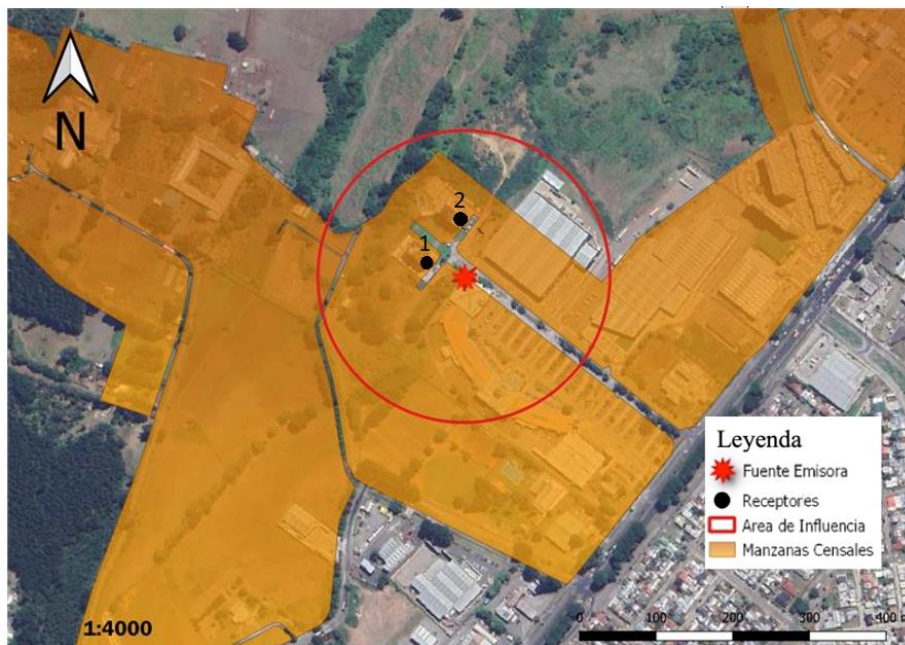 N
2
1
Leyenda
Fuente Emisora
Receptores
Area de Influencia
Manzanas Censales
1:4000
0 100 200 300 400